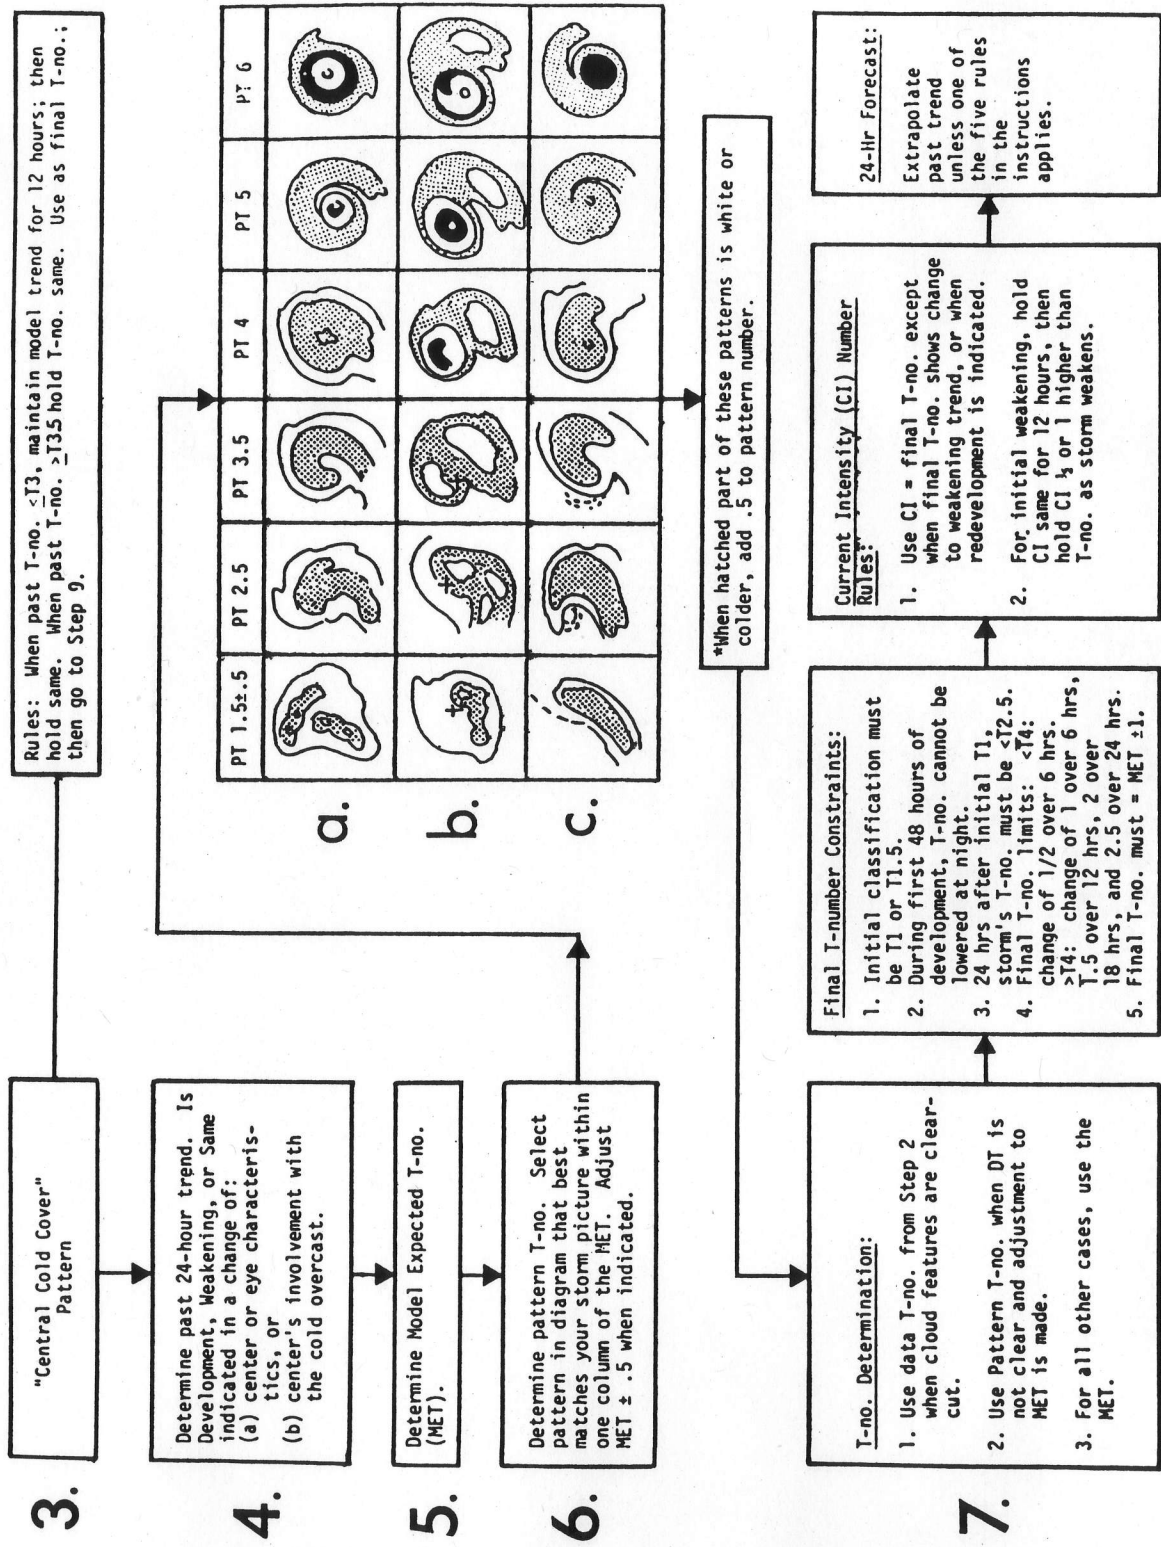 3.
"Central Cold Cover"
Pattern
Rules: When past T-no. ≤T3, maintain model trend for 12 hours; then
hold same. When past T-no. ≥T35 hold T-no. same. Use as final T-no.;
then go to Step 9.
4.
Determine past 24-hour trend. Is
Development, Weakening, or Same
indicated in a change of:
(a) center or eye characteris-
tics, or
(b) center's involvement with
the cold overcast.
5.
Determine Model Expected T-no.
(MET).
6.
Determine pattern T-no. Select
pattern in diagram that best
matches your storm picture within
one column of the MET. Adjust
MET ± .5 when indicated.
PT 1.5±.5 PT 2.5 PT 3.5 PT 4 PT 5 PT 6
a.
b.
c.
*When hatched part of these patterns is white or
colder, add .5 to pattern number.
7.
T-no. Determination:
1. Use data T-no. from Step 2
when cloud features are clear-
cut.
2. Use Pattern T-no. when DT is
not clear and adjustment to
MET is made.
3. For all other cases, use the
MET.
Final T-number Constraints:
1. Initial classification must
be T1 or T1.5.
2. During first 48 hours of
development, T-no. cannot be
lowered at night.
3. 24 hrs after initial T1,
storm's T-no. must be <T2.5.
4. Final T-no. limits: <T4:
change of 1/2 over 6 hrs.
>T4: change of 1 over 6 hrs,
T.5 over 12 hrs, 2 over
18 hrs, and 2.5 over 24 hrs.
5. Final T-no. must = MET ±1.
Current Intensity (CI) Number
Rules:
1. Use CI = final T-no. except
when final T-no. shows change
to weakening trend, or when
redevelopment is indicated.
2. For initial weakening, hold
CI same for 12 hours, then
hold CI ½ or 1 higher than
T-no. as storm weakens.
24-Hr Forecast:
Extrapolate
past trend
unless one of
the five rules
in the
instructions
applies.